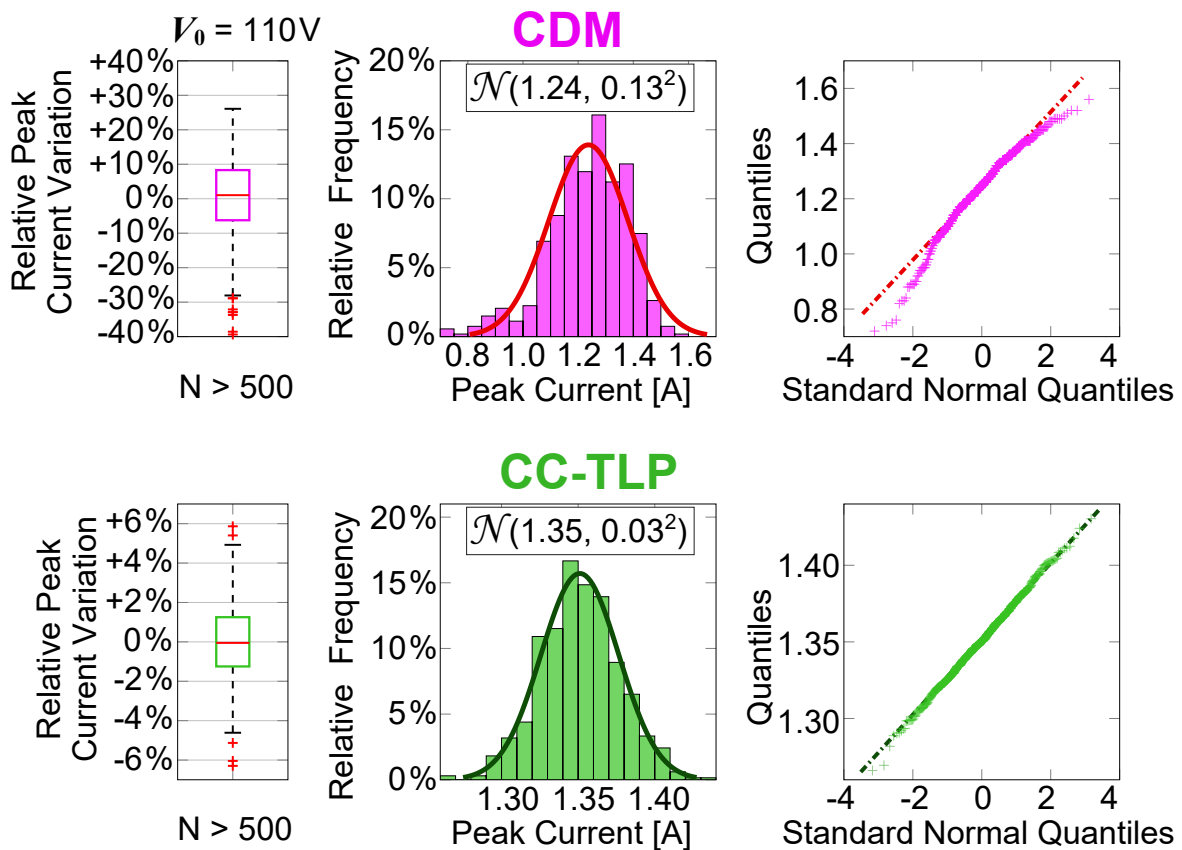 V₀ = 110V
CDM
Relative Peak
Current Variation
+40%
+30%
+20%
+10%
0%
-10%
-20%
-30%
-40%
N > 500
Relative Frequency
20%
15%
10%
5%
0%
𝒩(1.24, 0.13²)
0.8 1.0 1.2 1.4 1.6
Peak Current [A]
Quantiles
1.6
1.4
1.2
1.0
0.8
-4 -2 0 2 4
Standard Normal Quantiles
CC-TLP
Relative Peak
Current Variation
+6%
+4%
+2%
0%
-2%
-4%
-6%
N > 500
Relative Frequency
20%
15%
10%
5%
0%
𝒩(1.35, 0.03²)
1.30 1.35 1.40
Peak Current [A]
Quantiles
1.40
1.35
1.30
-4 -2 0 2 4
Standard Normal Quantiles